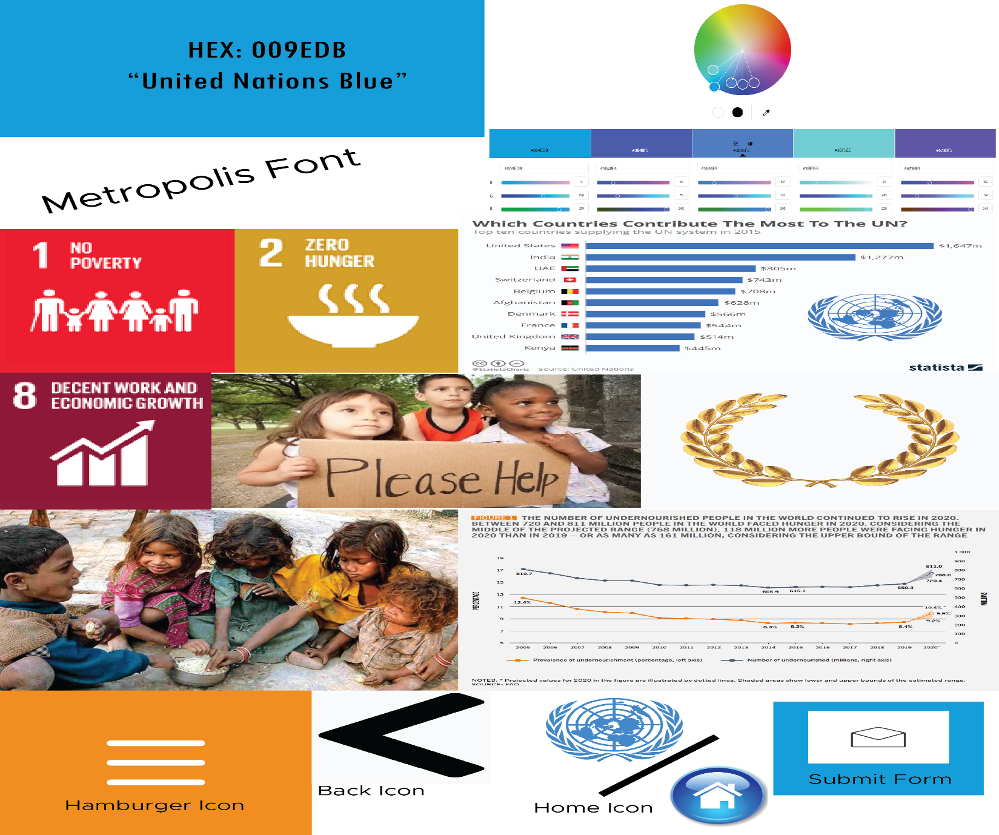 HEX: 009EDB
“United Nations Blue”
Metropolis Font
#009EDB
#3B4BF5
#3B85F5
#3BF5EE
#673BF5
#009EDB
#3B4BF5
#3B85F5
#3BF5EE
#673BF5
R 0 59 59 59 103
G 158 75 133 245 59
B 219 245 245 238 245
Which Countries Contribute The Most To The UN?
Top ten countries supplying the UN system in 2015
United States $1,647m
India $1,277m
UAE $805m
Switzerland $743m
Belgium $708m
Afghanistan $628m
Denmark $566m
France $544m
United Kingdom $514m
Kenya $445m
@StatistaCharts Source: United Nations
statista
1 NO
POVERTY
2 ZERO
HUNGER
8 DECENT WORK AND
ECONOMIC GROWTH
Please Help
FIGURE 1 THE NUMBER OF UNDERNOURISHED PEOPLE IN THE WORLD CONTINUED TO RISE IN 2020.
BETWEEN 720 AND 811 MILLION PEOPLE IN THE WORLD FACED HUNGER IN 2020. CONSIDERING THE
MIDDLE OF THE PROJECTED RANGE (768 MILLION), 118 MILLION MORE PEOPLE WERE FACING HUNGER IN
2020 THAN IN 2019 – OR AS MANY AS 161 MILLION, CONSIDERING THE UPPER BOUND OF THE RANGE
PERCENTAGE
19
17
15
13
11
9
7
5
810.7
606.9
615.1
650.3
811.0
768.0
720.4
12.4%
8.3%
8.3%
8.4%
10.4%
9.9%
9.2%
1 000
900
800
700
600
500
400
300
200
100
0
MILLIONS
2005 2006 2007 2008 2009 2010 2011 2012 2013 2014 2015 2016 2017 2018 2019 2020*
Prevalence of undernourishment (percentage, left axis)
Number of undernourished (millions, right axis)
NOTES: * Projected values for 2020 in the figure are illustrated by dotted lines. Shaded areas show lower and upper bounds of the estimated range.
SOURCE: FAO.
Hamburger Icon
Back Icon
Home Icon
Submit Form